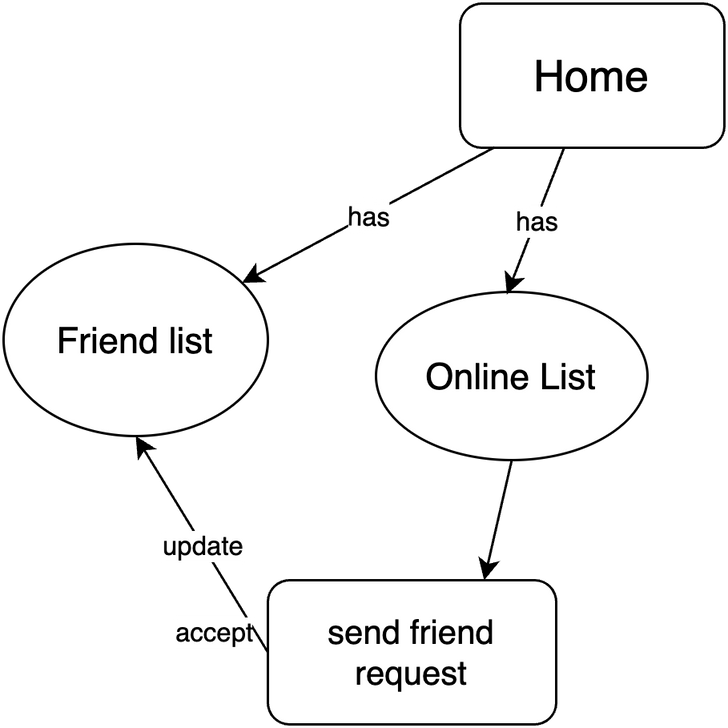 Home
has
has
Friend list
Online List
update
accept
send friend
request